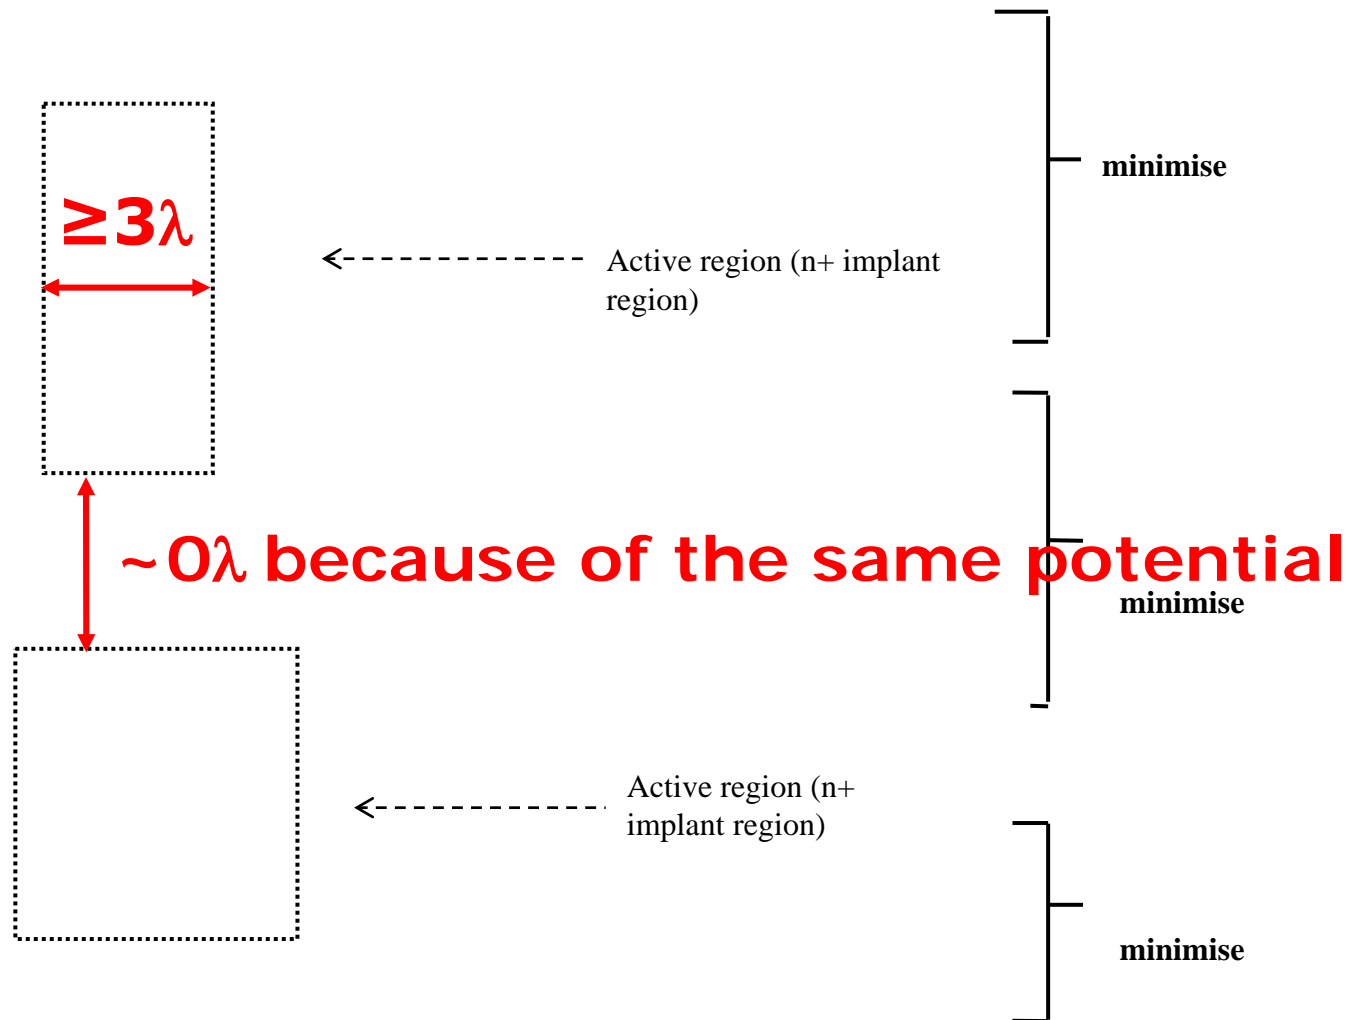 minimise
≥3λ
Active region (n+ implant
region)
~0λ because of the same potential
minimise
Active region (n+
implant region)
minimise